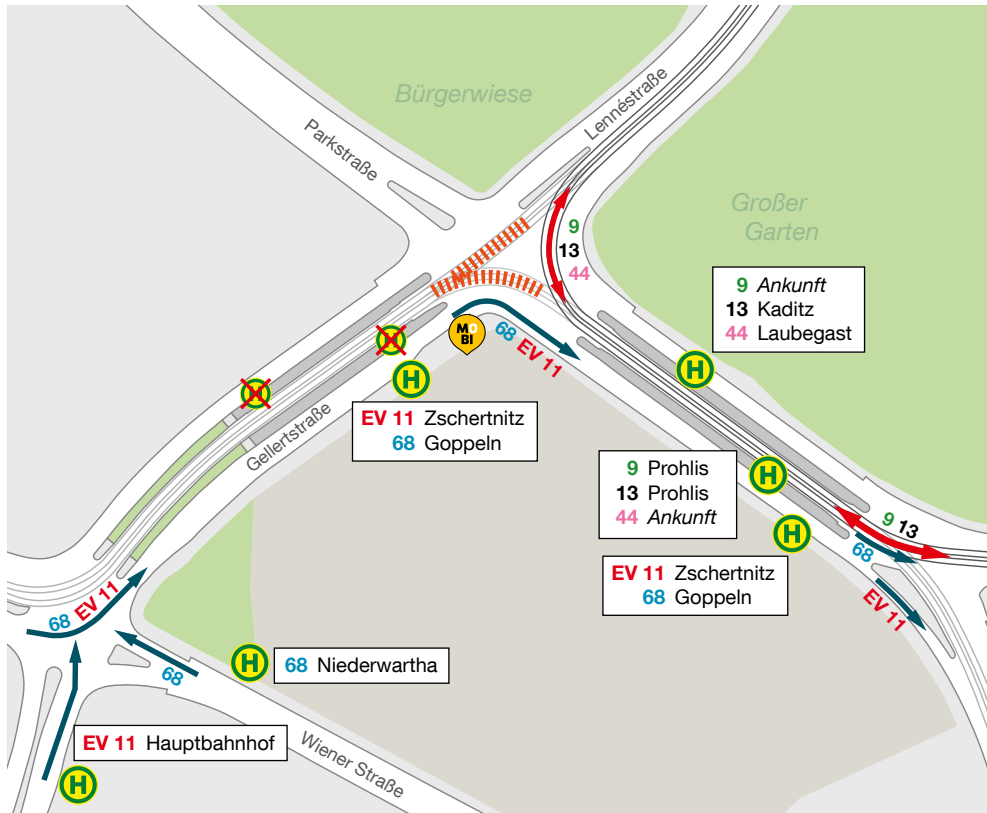 Bürgerwiese
Lennéstraße
Parkstraße
Großer
Garten
9
13
44
9 Ankunft
13 Kaditz
44 Laubegast
H
H
MO
BI
68 EV 11
H
H
EV 11 Zschertnitz
68 Goppeln
Gellertstraße
9 Prohlis
13 Prohlis
44 Ankunft
H
H
9 13
68
EV 11 Zschertnitz
68 Goppeln
EV 11
68 EV 11
68
H
68 Niederwartha
EV 11 Hauptbahnhof
Wiener Straße
H